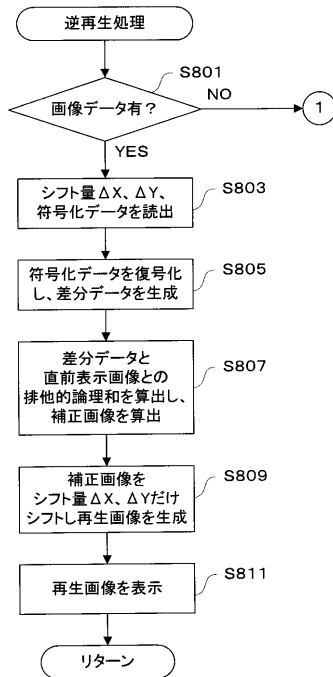 逆再生処理
S801
画像データ有?
NO
1
YES
シフト量ΔX、ΔY、
符号化データを読出
S803
符号化データを復号化
し、差分データを生成
S805
差分データと
直前表示画像との
排他的論理和を算出し、
補正画像を算出
S807
補正画像を
シフト量ΔX、ΔYだけ
シフトし再生画像を生成
S809
再生画像を表示
S811
リターン